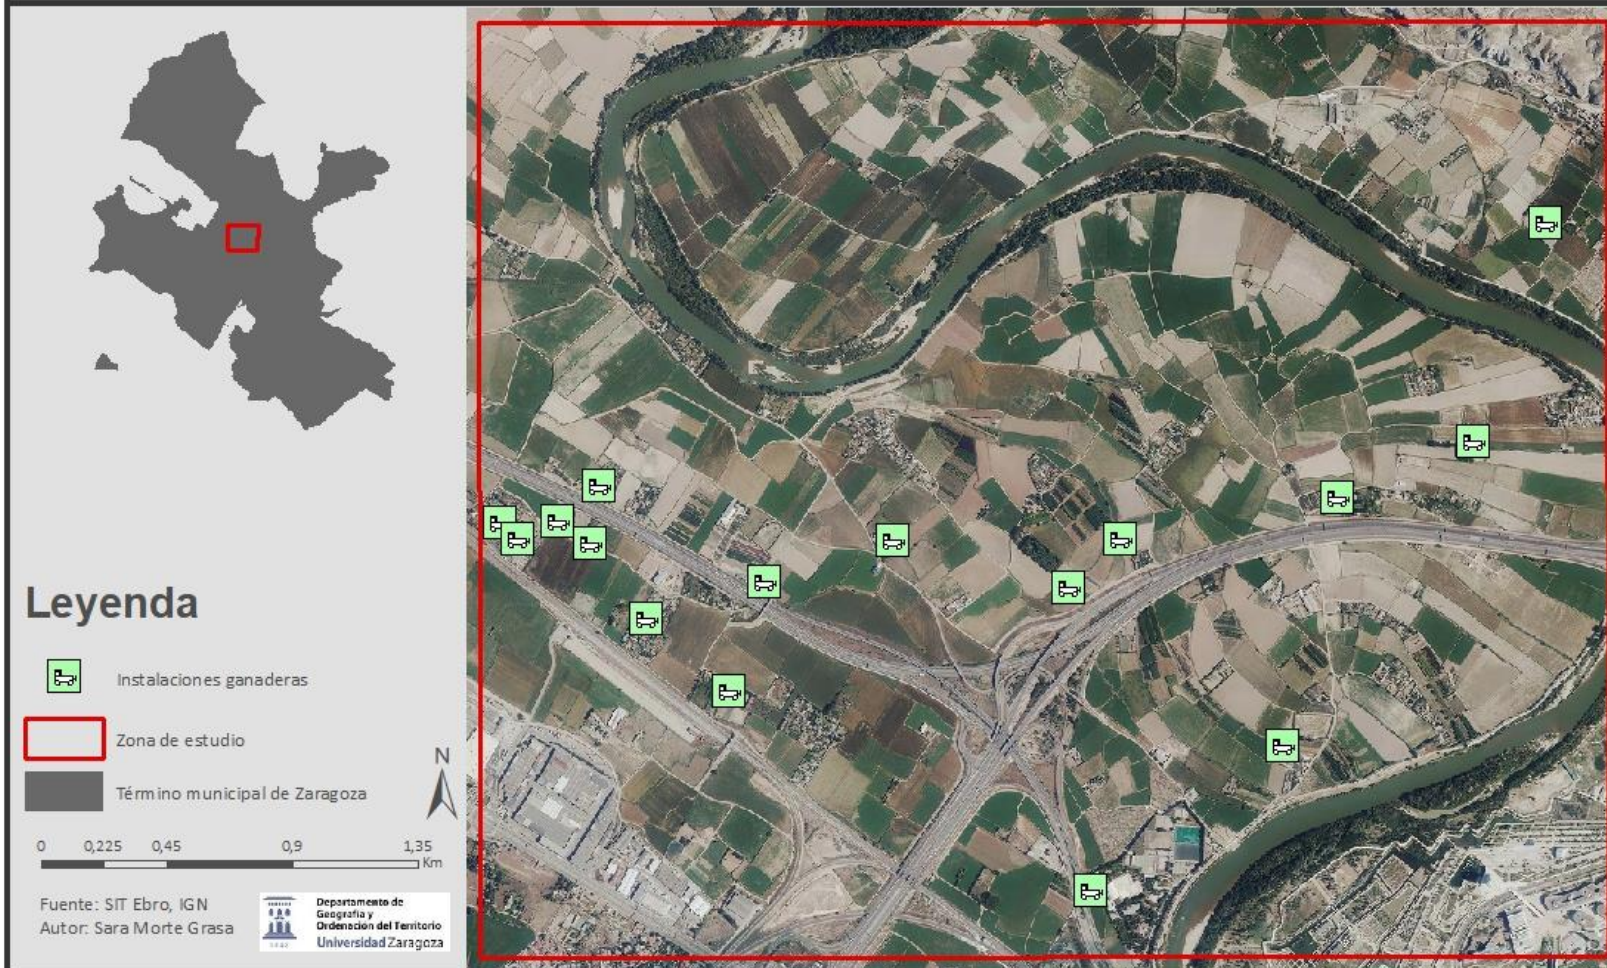 Leyenda
Instalaciones ganaderas
Zona de estudio
Término municipal de Zaragoza
N
0 0,225 0,45 0,9 1,35
Km
Fuente: SIT Ebro, IGN
Autor: Sara Morte Grasa
Departamento de
Geografía y
Ordenación del Territorio
Universidad Zaragoza